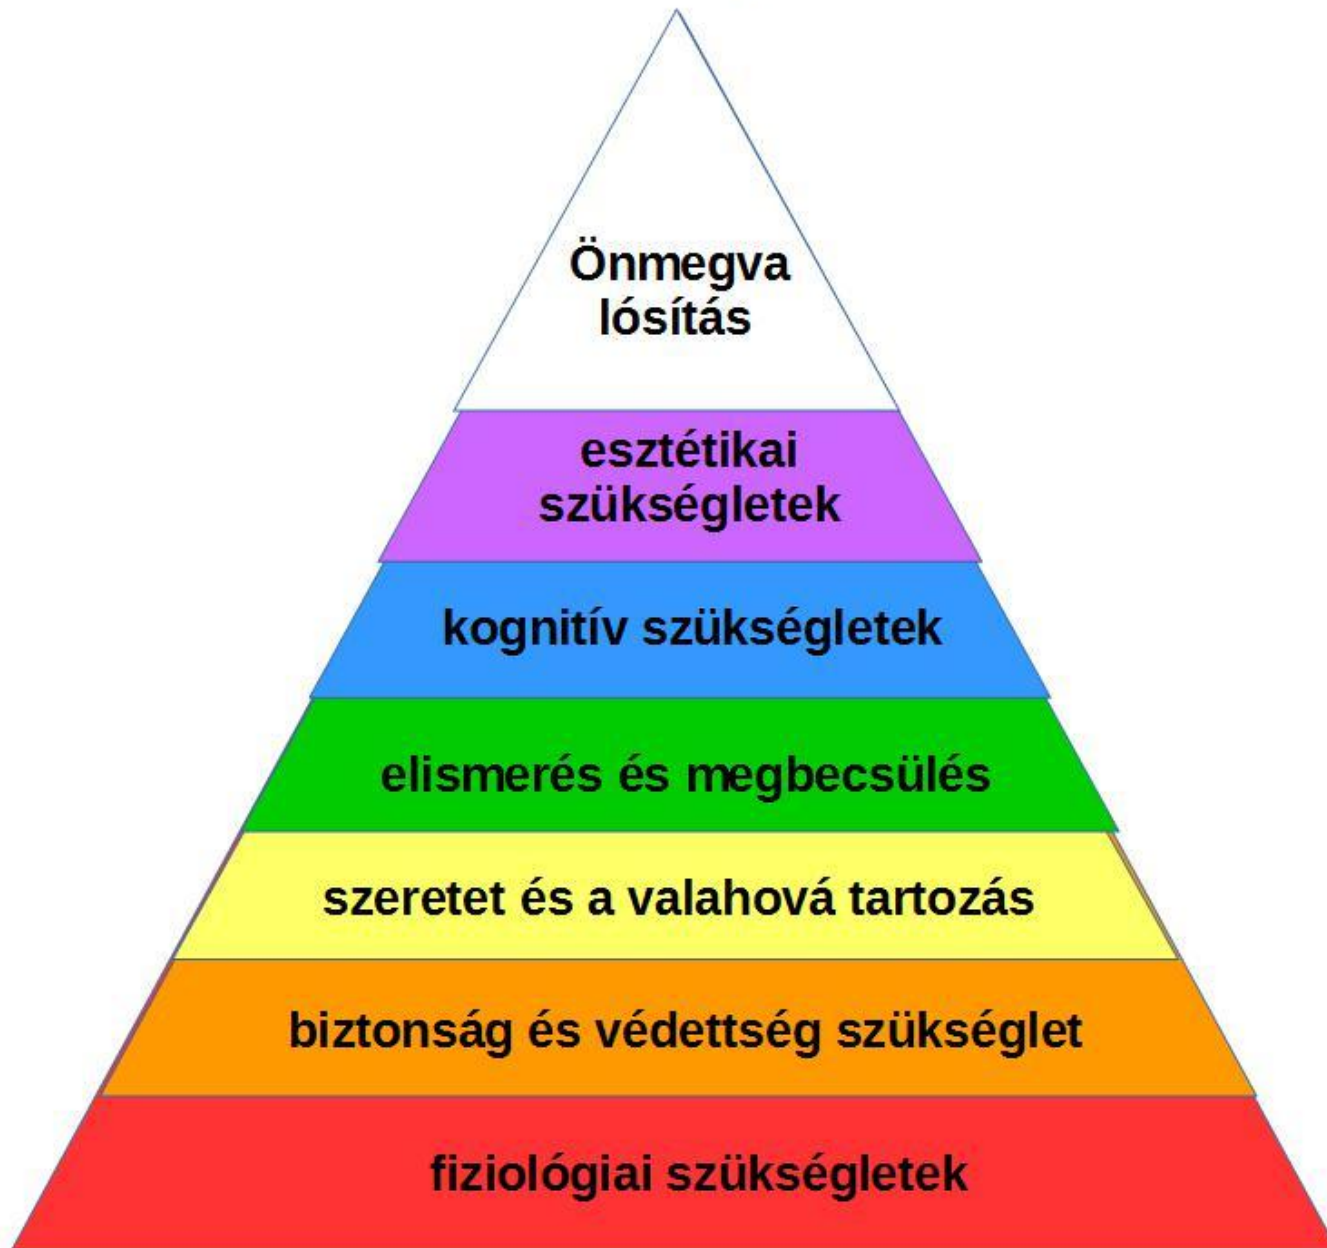 Önmegva
lósítás
esztétikai
szükségletek
kognitív szükségletek
elismerés és megbecsülés
szeretet és a valahová tartozás
biztonság és védettség szükséglet
fiziológiai szükségletek